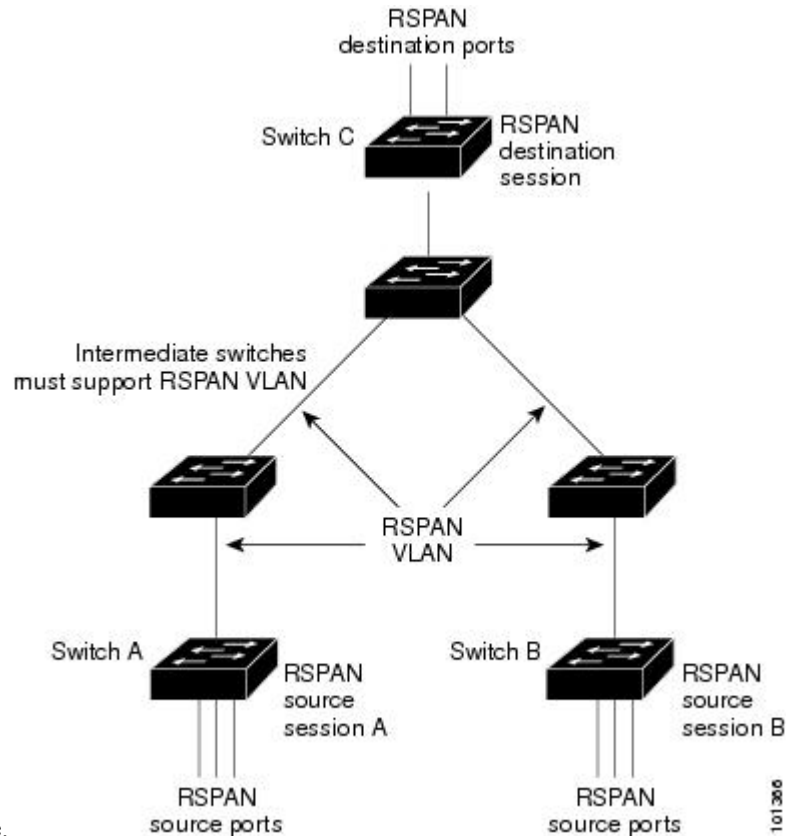 RSPAN
destination ports
Switch C
RSPAN
destination
session
Intermediate switches
must support RSPAN VLAN
RSPAN
VLAN
Switch A
RSPAN
source
session A
Switch B
RSPAN
source
session B
RSPAN
source ports
RSPAN
source ports
101366